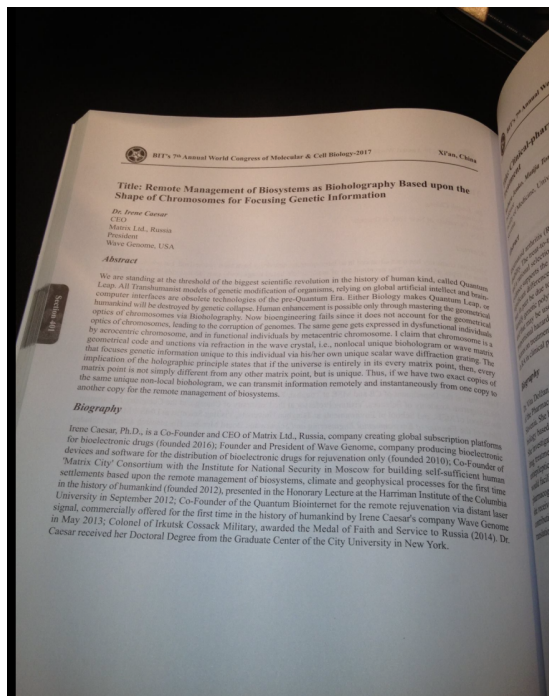 BIT's 7th Annual World Congress of Molecular & Cell Biology-2017
Xi'an, China
Title: Remote Management of Biosystems as Bioholography Based upon the
Shape of Chromosomes for Focusing Genetic Information
Dr. Irene Caesar
CEO
Matrix Ltd., Russia
President
Wave Genome, USA
Abstract
We are standing at the threshold of the biggest scientific revolution in the history of human kind, called Quantum
Leap. All Transhumanist models of genetic modification of organisms, relying on global artificial intellect and brain-
computer interfaces are obsolete technologies of the pre-Quantum Era. Either Biology makes Quantum Leap, or
humankind will be destroyed by genetic collapse. Human enhancement is possible only through mastering the geometrical
optics of chromosomes via Bioholography. Now bioengineering fails since it does not account for the geometrical
optics of chromosomes, leading to the corruption of genomes. The same gene gets expressed in dysfunctional individuals
by acrocentric chromosome, and in functional individuals by metacentric chromosome. I claim that chromosome is a
geometrical code and unctions via refraction in the wave crystal, i.e., nonlocal unique biohologram or wave matrix
that focuses genetic information unique to this individual via his/her own unique scalar wave diffraction grating. The
implication of the holographic principle states that if the universe is entirely in its every matrix point, then, every
matrix point is not simply different from any other matrix point, but is unique. Thus, if we have two exact copies of
the same unique non-local biohologram, we can transmit information remotely and instantaneously from one copy to
another copy for the remote management of biosystems.
Section 401
Biography
Irene Caesar, Ph.D., is a Co-Founder and CEO of Matrix Ltd., Russia, company creating global subscription platforms
for bioelectronic drugs (founded 2016); Founder and President of Wave Genome, company producing bioelectronic
devices and software for the distribution of bioelectronic drugs for rejuvenation only (founded 2010); Co-Founder of
'Matrix City' Consortium with the Institute for National Security in Moscow for building self-sufficient human
settlements based upon the remote management of biosystems, climate and geophysical processes for the first time
in the history of humankind (founded 2012), presented in the Honorary Lecture at the Harriman Institute of the Columbia
University in September 2012; Co-Founder of the Quantum Biointernet for the remote rejuvenation via distant laser
signal, commercially offered for the first time in the history of humankind by Irene Caesar's company Wave Genome
in May 2013; Colonel of Irkutsk Cossack Military, awarded the Medal of Faith and Service to Russia (2014). Dr.
Caesar received her Doctoral Degree from the Graduate Center of the City University in New York.